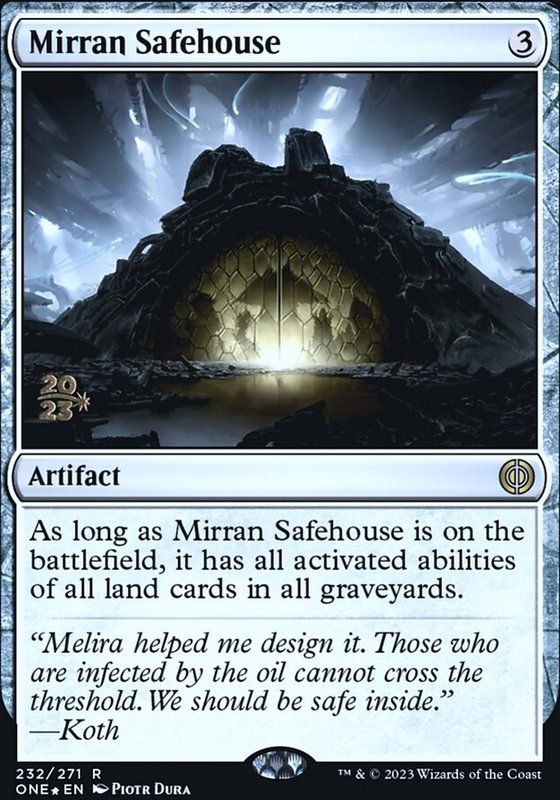 Mirran Safehouse 3
20
23
Artifact
As long as Mirran Safehouse is on the
battlefield, it has all activated abilities
of all land cards in all graveyards.
“Melira helped me design it. Those who
are infected by the oil cannot cross the
threshold. We should be safe inside.”
—Koth
232/271 R
ONE★EN Piotr Dura
™ & © 2023 Wizards of the Coast